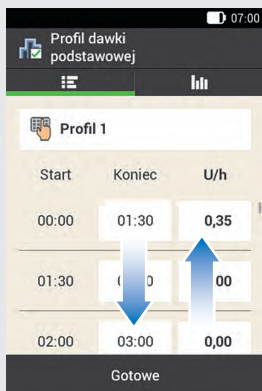 07:00
Profil dawki
podstawowej
Profil 1
Start Koniec U/h
00:00 01:30 0,35
01:30
02:00 03:00 0,00
Gotowe